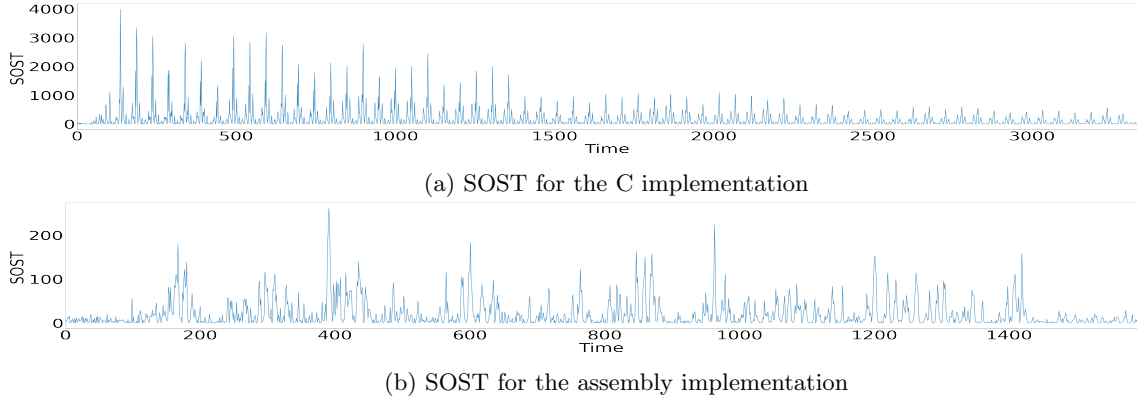 4000
3000
2000
1000
0
SOST
0 500 1000 1500 2000 2500 3000
Time
(a) SOST for the C implementation
200
100
0
SOST
0 200 400 600 800 1000 1200 1400
Time
(b) SOST for the assembly implementation